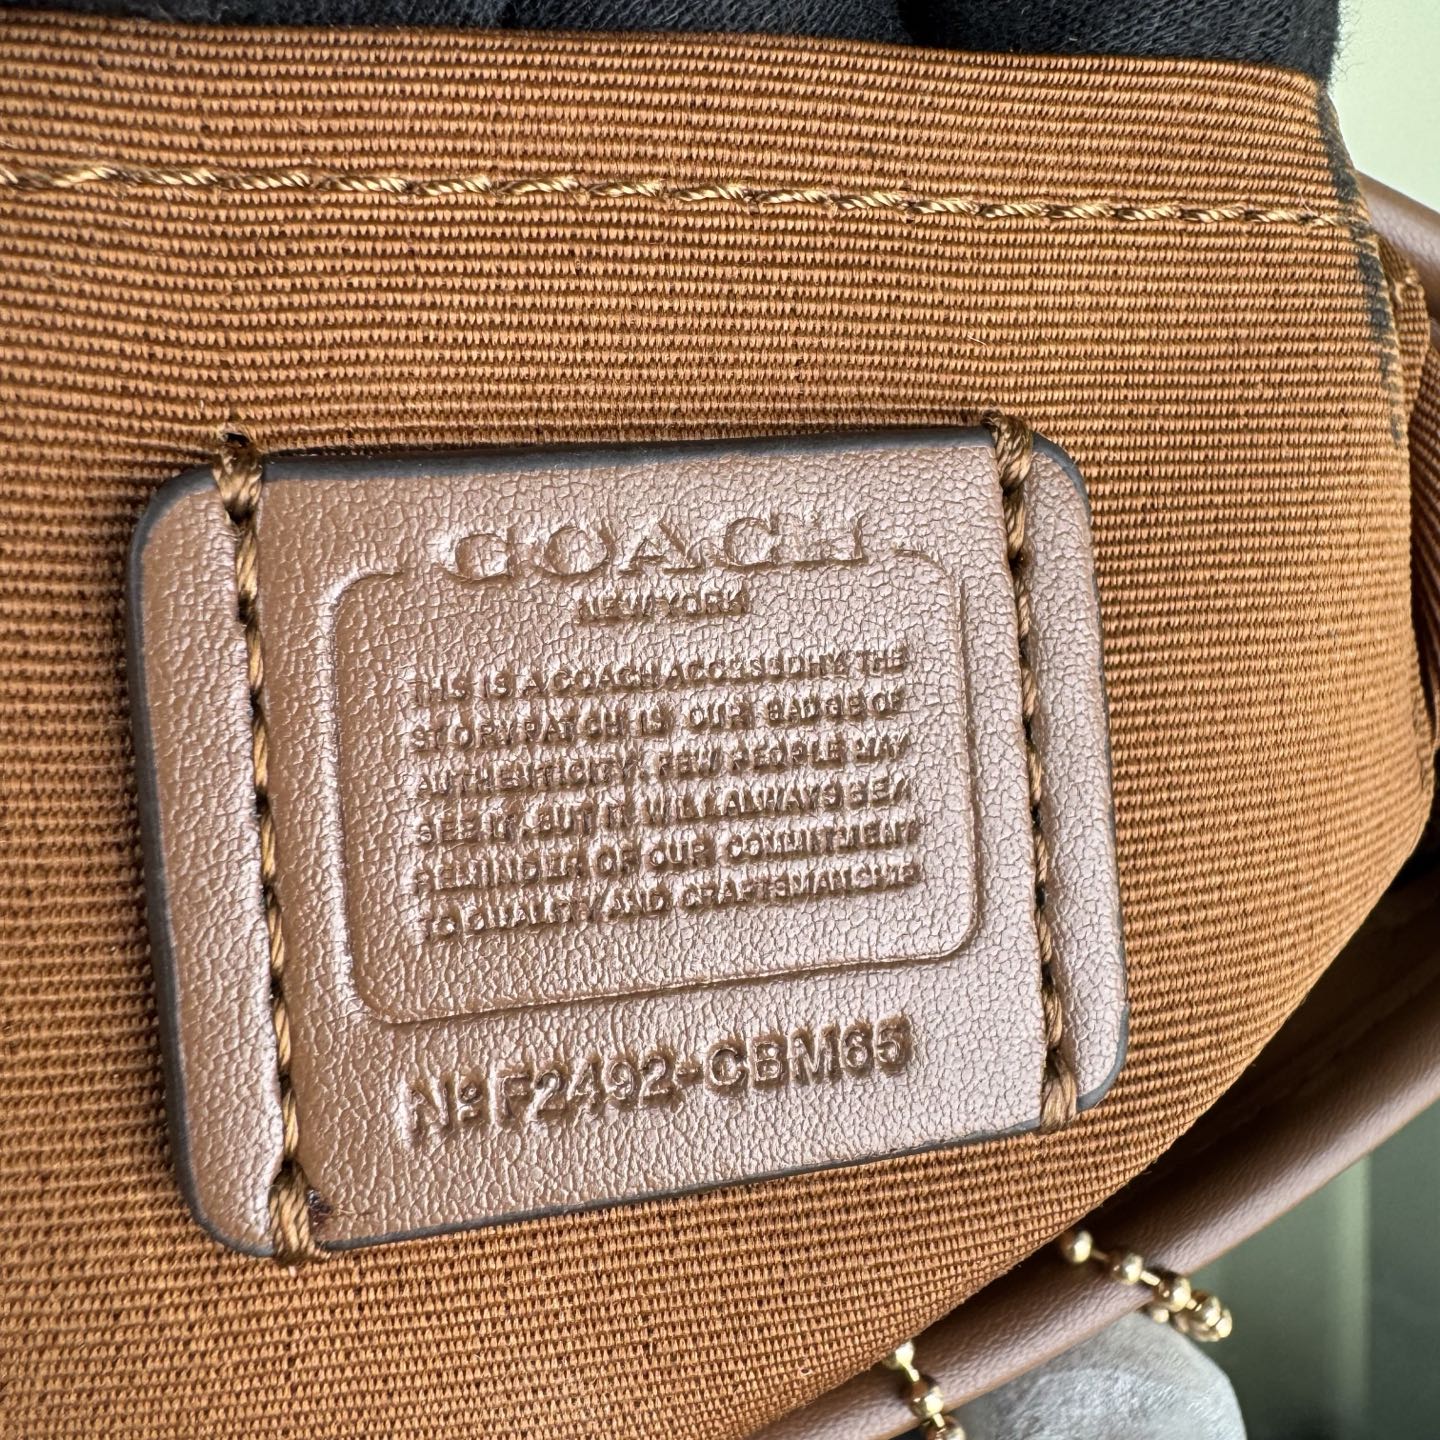 COACH
NEW YORK
THIS IS A COACH ACCESSORY. THE
STORY PATCH IS OUR BADGE OF
AUTHENTICITY. FEW PEOPLE MAY
SEE IT, BUT IT WILL ALWAYS BE A
REMINDER OF OUR COMMITMENT
TO QUALITY AND CRAFTSMANSHIP.
No F2492-CBM65